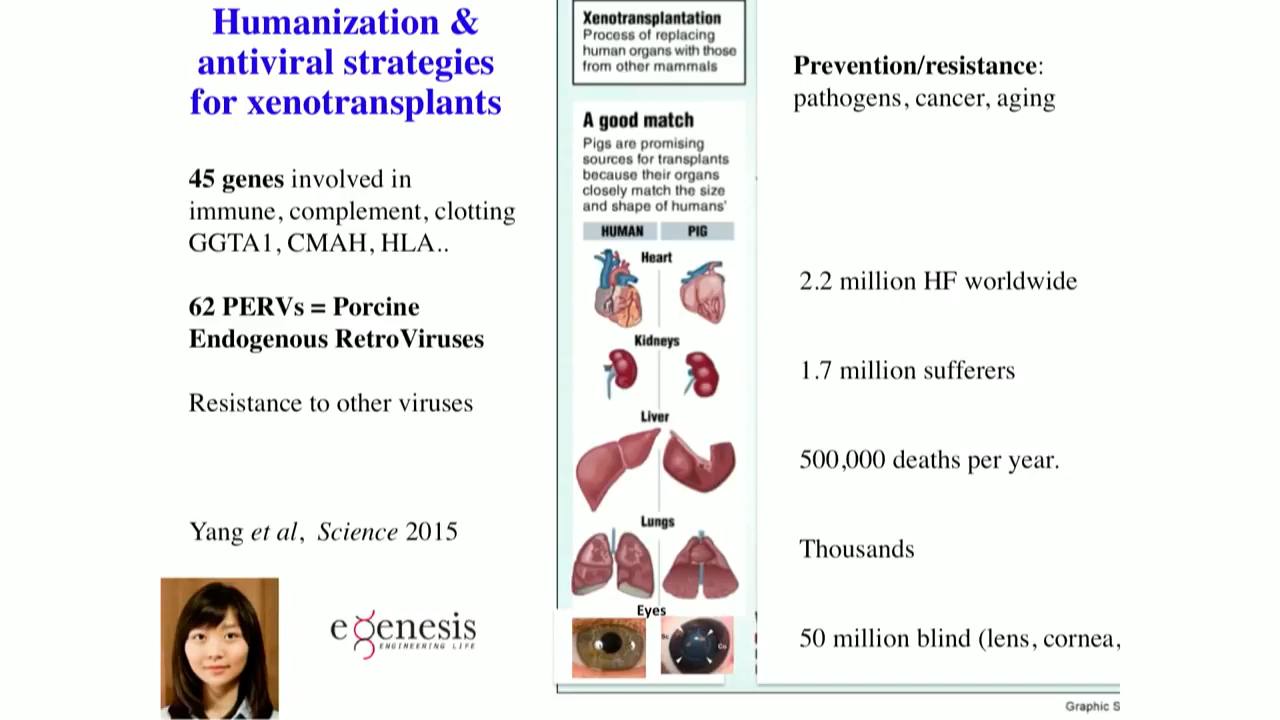 Humanization &
antiviral strategies
for xenotransplants
45 genes involved in
immune, complement, clotting
GGTA1, CMAH, HLA..
62 PERVs = Porcine
Endogenous RetroViruses
Resistance to other viruses
Yang et al, Science 2015
egenesis
ENGINEERING LIFE
Xenotransplantation
Process of replacing
human organs with those
from other mammals
A good match
Pigs are promising
sources for transplants
because their organs
closely match the size
and shape of humans'
HUMAN PIG
Heart
Kidneys
Liver
Lungs
Eyes
Sc
Co
Prevention/resistance:
pathogens, cancer, aging
2.2 million HF worldwide
1.7 million sufferers
500,000 deaths per year.
Thousands
50 million blind (lens, cornea,
Graphic S